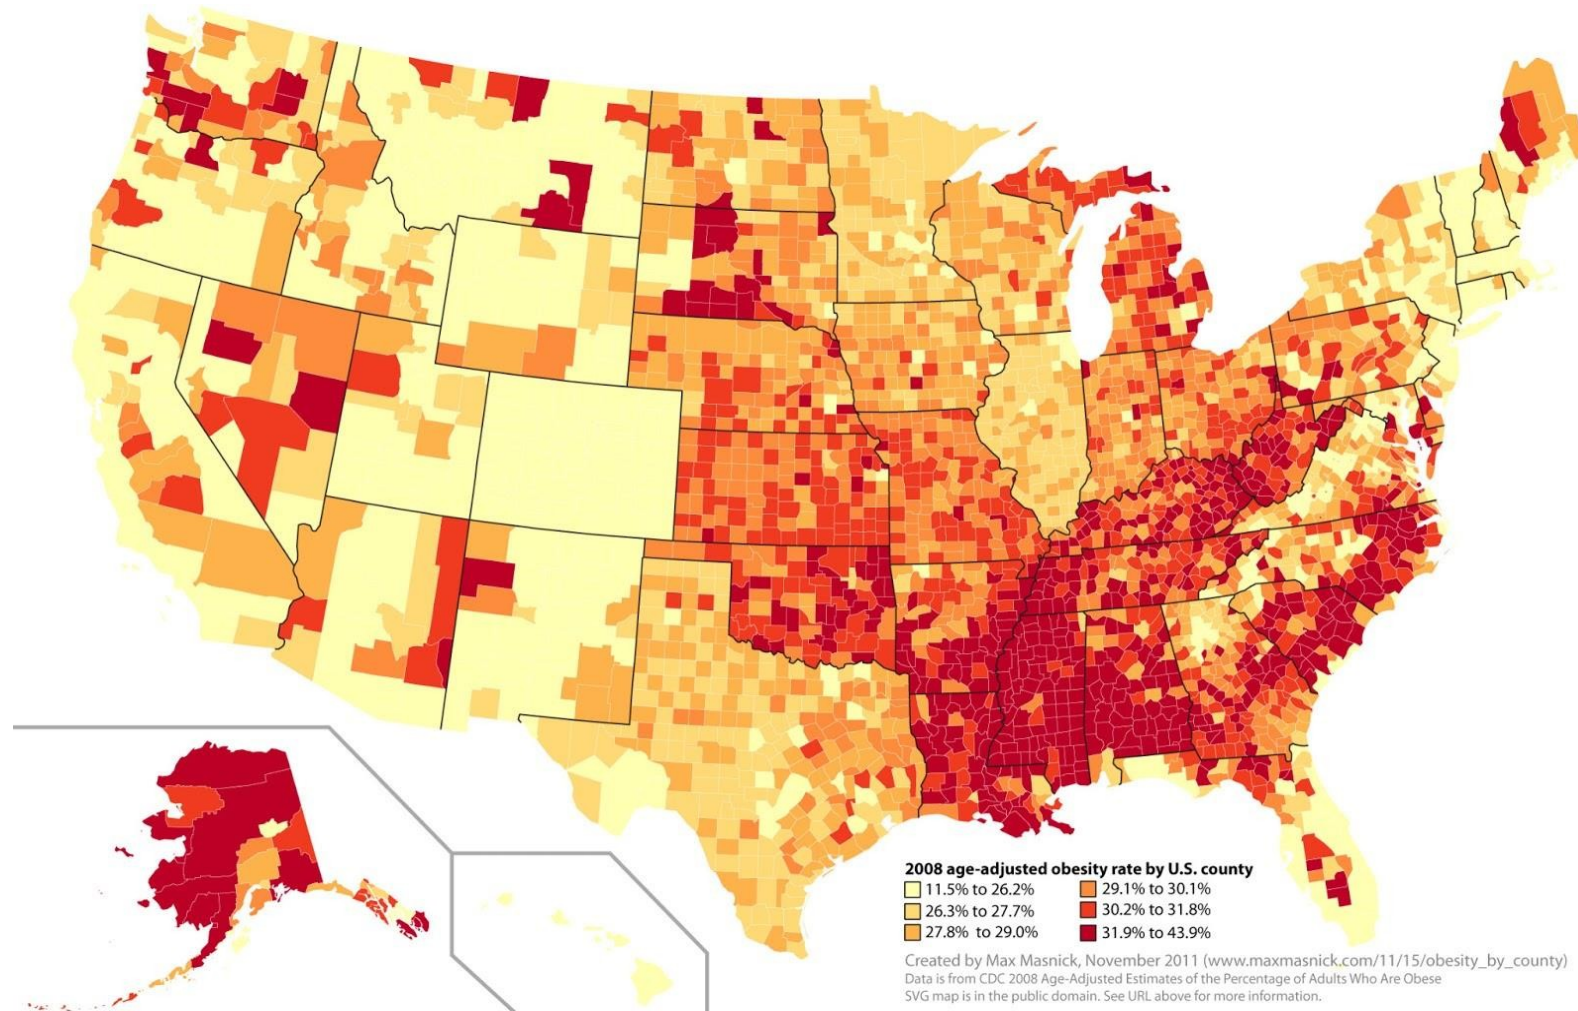 2008 age-adjusted obesity rate by U.S. county
11.5% to 26.2%
26.3% to 27.7%
27.8% to 29.0%
29.1% to 30.1%
30.2% to 31.8%
31.9% to 43.9%
Created by Max Masnick, November 2011 (www.maxmasnick.com/11/15/obesity_by_county)
Data is from CDC 2008 Age-Adjusted Estimates of the Percentage of Adults Who Are Obese
SVG map is in the public domain. See URL above for more information.